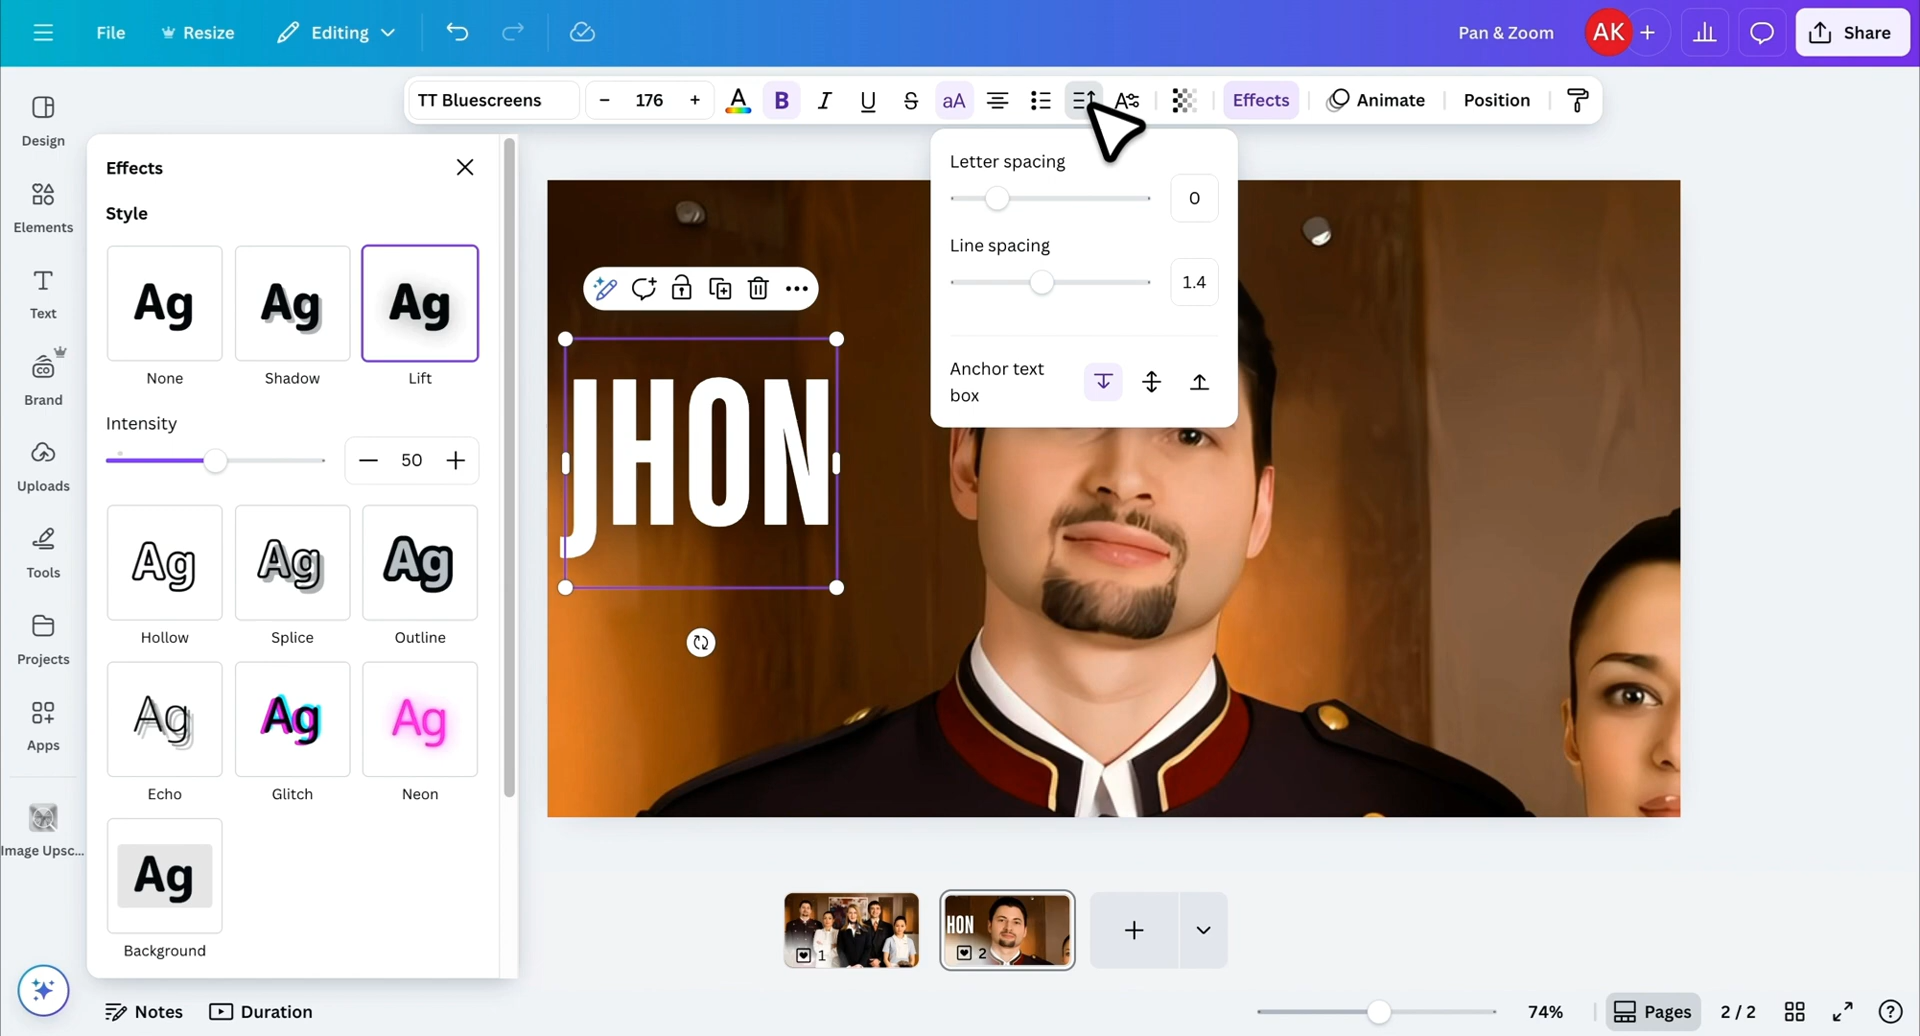 File
Resize
Editing
Pan & Zoom
AK
Share
TT Bluescreens
176
A
B
I
U
S
aA
Effects
Animate
Position
Design
Elements
Text
Brand
Uploads
Tools
Projects
Apps
Image Upsc...
Effects
Style
Ag
Ag
Ag
None
Shadow
Lift
Intensity
50
Ag
Ag
Ag
Hollow
Splice
Outline
Ag
Ag
Ag
Echo
Glitch
Neon
Ag
Background
Letter spacing
0
Line spacing
1.4
Anchor text
box
JHON
1
HON
2
Notes
Duration
74%
Pages
2 / 2